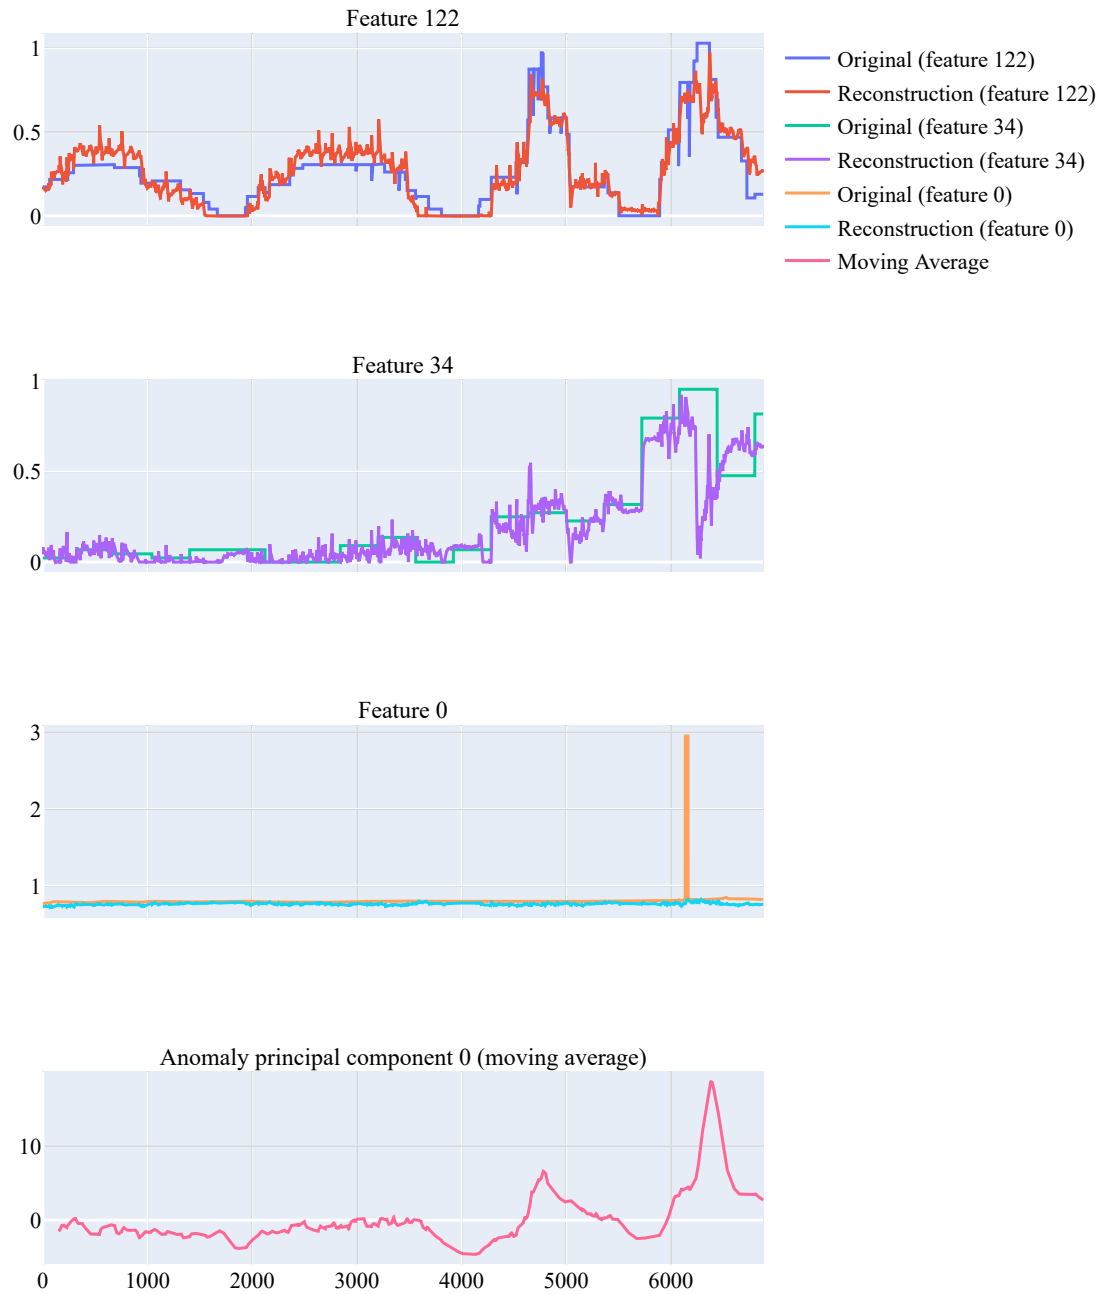 Feature 122
1
0.5
0
Original (feature 122)
Reconstruction (feature 122)
Original (feature 34)
Reconstruction (feature 34)
Original (feature 0)
Reconstruction (feature 0)
Moving Average
Feature 34
1
0.5
0
Feature 0
3
2
1
Anomaly principal component 0 (moving average)
10
0
0 1000 2000 3000 4000 5000 6000